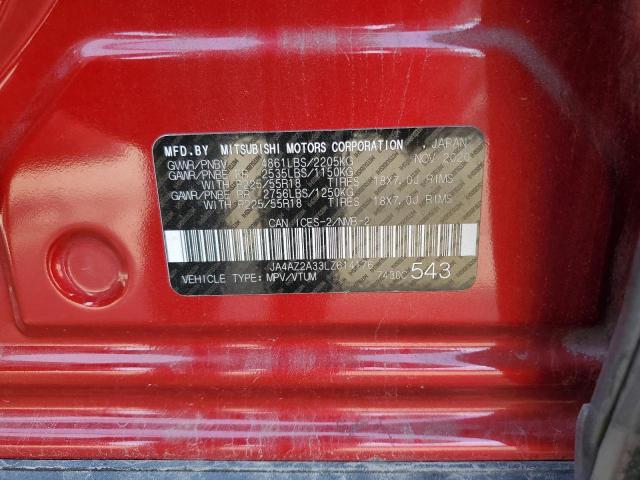 MFD.BY MITSUBISHI MOTORS CORPORATION , JAPAN
GWVR/PNBV 4861LBS/2205KG NOV 2020
GAWR/PNBE FR 2535LBS/1150KG
WITH P225/55R18 TIRES 18X7.0J RIMS
GAWR/PNBE RR 2756LBS/1250KG
WITH P225/55R18 TIRES 18X7.0J RIMS
CAN ICES-2/NMB-2
VEHICLE TYPE: MPV/VTUM 543